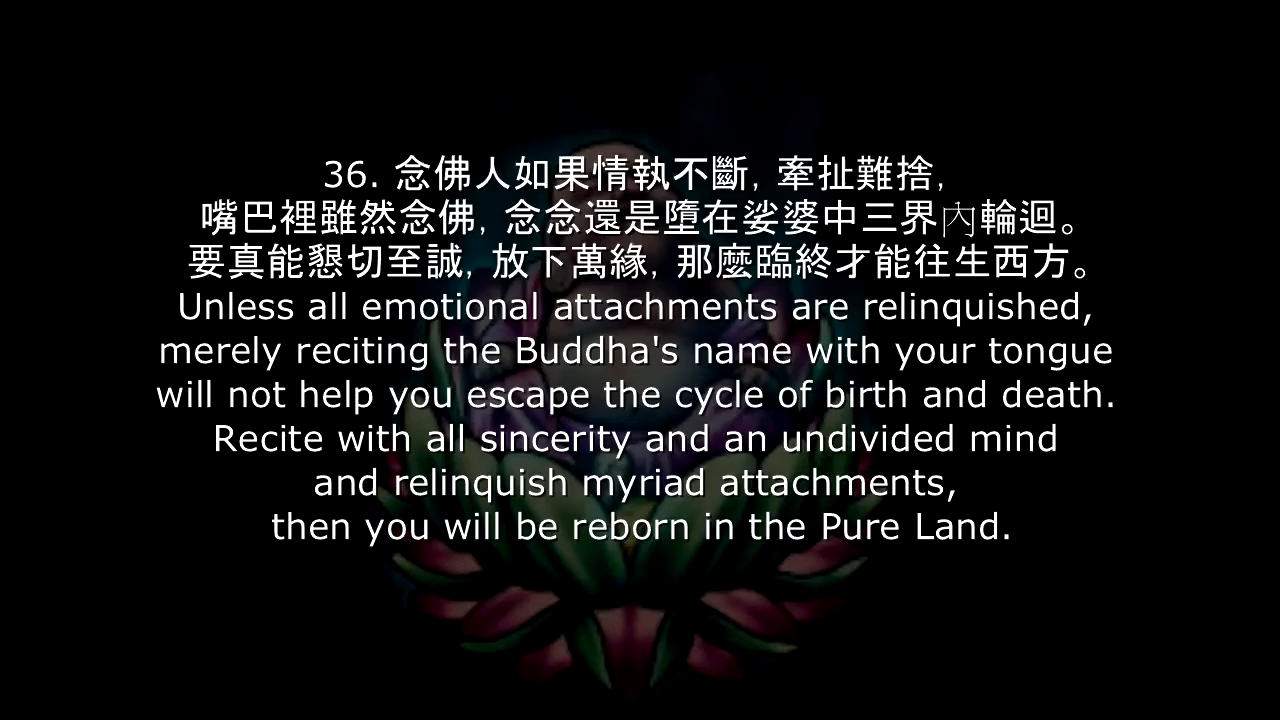 36. 念佛人如果情執不斷, 牽扯難捨,
嘴巴裡雖然念佛, 念念還是墮在娑婆中三界內輪迴。
要真能懇切至誠, 放下萬緣, 那麼臨終才能往生西方。
Unless all emotional attachments are relinquished,
merely reciting the Buddha's name with your tongue
will not help you escape the cycle of birth and death.
Recite with all sincerity and an undivided mind
and relinquish myriad attachments,
then you will be reborn in the Pure Land.